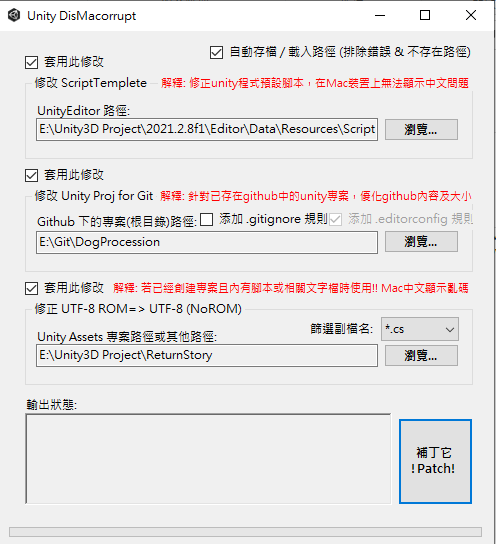 Unity DisMacorrupt
自動存檔 / 載入路徑 (排除錯誤 & 不存在路徑)
套用此修改
修改 ScriptTemplete 解釋: 修正unity程式預設腳本，在Mac裝置上無法顯示中文問題
UnityEditor 路徑:
E:\Unity3D Project\2021.2.8f1\Editor\Data\Resources\Script 瀏覽...
套用此修改
修改 Unity Proj for Git 解釋: 針對已存在github中的unity專案，優化github內容及大小
Github 下的專案(根目錄)路徑: 添加 .gitignore 規則 添加 .editorconfig 規則
E:\Git\DogProcession 瀏覽...
套用此修改 解釋: 若已經創建專案且內有腳本或相關文字檔時使用!! Mac中文顯示亂碼
修正 UTF-8 ROM=> UTF-8 (NoROM)
篩選副檔名: *.cs
Unity Assets 專案路徑或其他路徑:
E:\Unity3D Project\ReturnStory 瀏覽...
輸出狀態:
補丁它
!Patch!